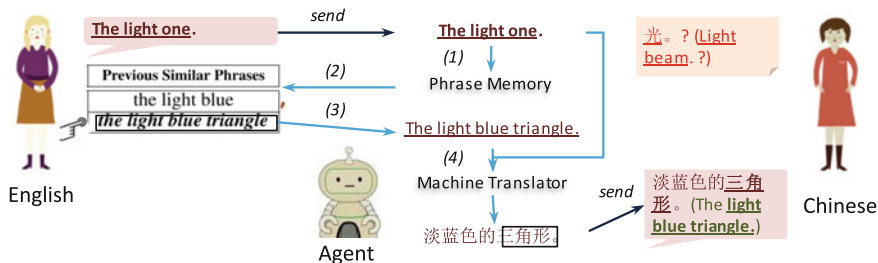 The light one.
send
The light one.
(1)
Phrase Memory
Previous Similar Phrases
the light blue
the light blue triangle
(2)
(3)
The light blue triangle.
(4)
Machine Translator
淡蓝色的三角形。
send
光。? (Light
beam. ?)
淡蓝色的三角
形。(The light
blue triangle.)
English
Agent
Chinese